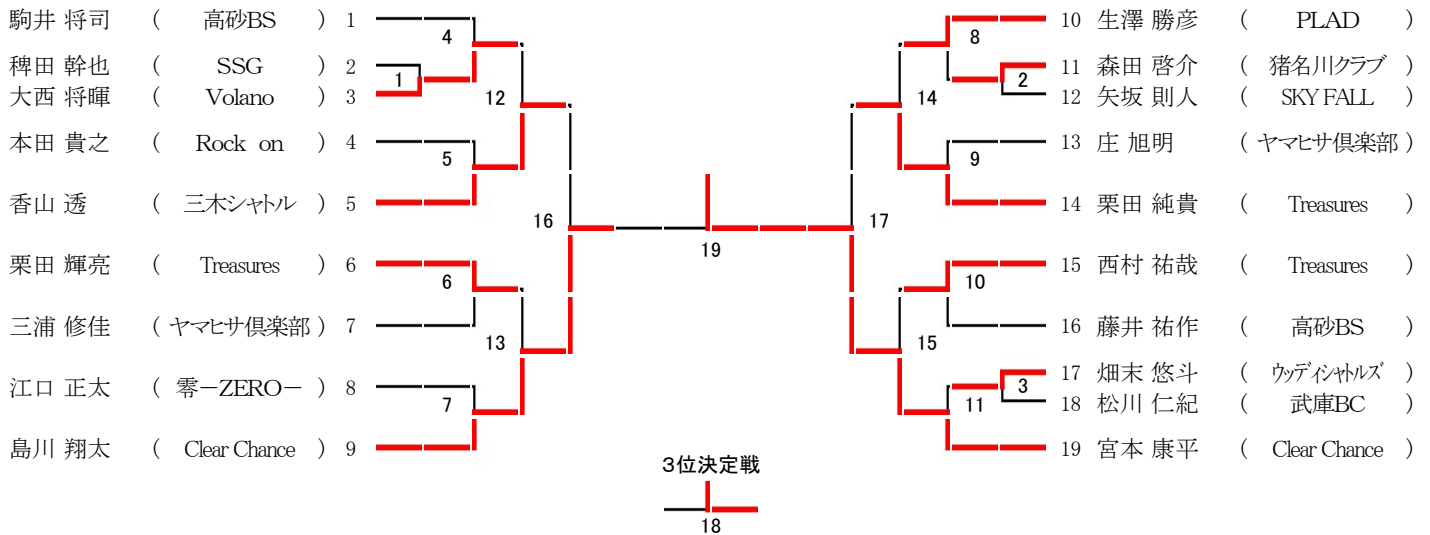 駒井 将司 ( 高砂BS ) 1
稗田 幹也 ( SSG ) 2
大西 将暉 ( Volano ) 3
本田 貴之 ( Rock on ) 4
香山 透 ( 三木シャトル ) 5
栗田 輝亮 ( Treasures ) 6
三浦 修佳 ( ヤマヒサ倶楽部 ) 7
江口 正太 ( 零ーZEROー ) 8
島川 翔太 ( Clear Chance ) 9
4
1
12
5
16
6
13
7
19
3位決定戦
18
8
2
14
9
17
10
15
3
11
10 生澤 勝彦 ( PLAD )
11 森田 啓介 ( 猪名川クラブ )
12 矢坂 則人 ( SKY FALL )
13 庄 旭明 ( ヤマヒサ倶楽部 )
14 栗田 純貴 ( Treasures )
15 西村 祐哉 ( Treasures )
16 藤井 祐作 ( 高砂BS )
17 畑末 悠斗 ( ウッディシャトルズ )
18 松川 仁紀 ( 武庫BC )
19 宮本 康平 ( Clear Chance )